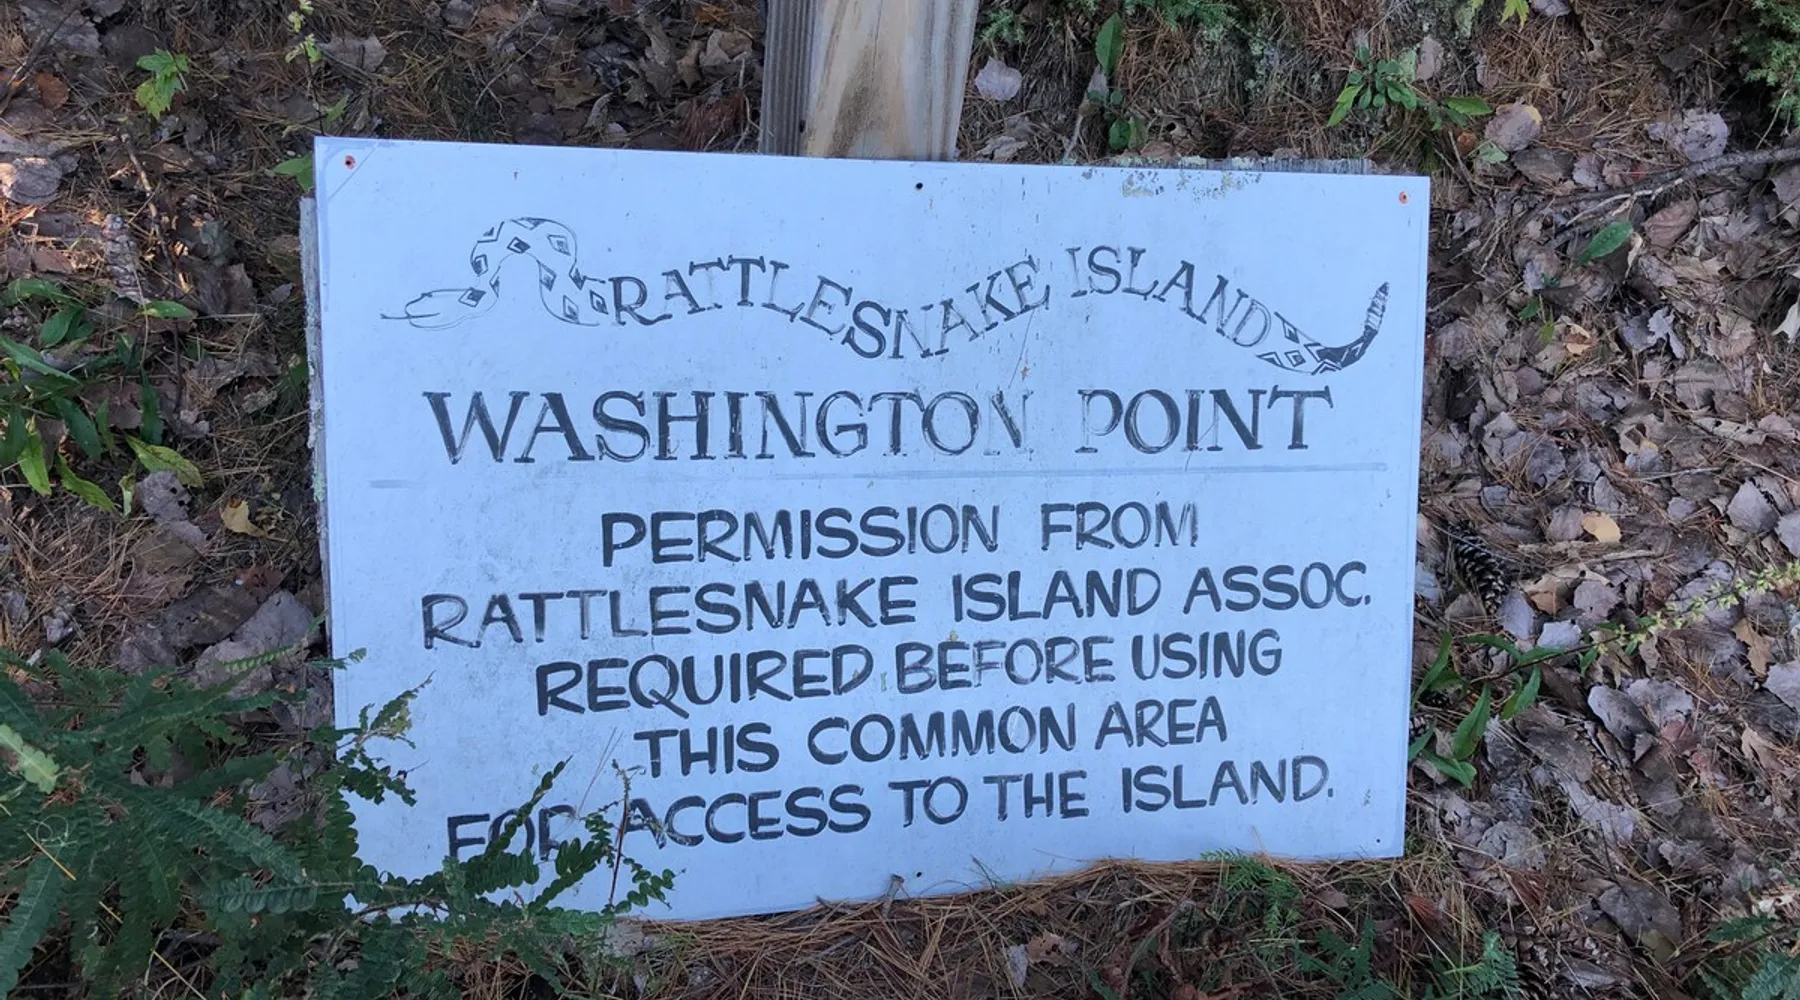 RATTLESNAKE ISLAND
WASHINGTON POINT
PERMISSION FROM
RATTLESNAKE ISLAND ASSOC.
REQUIRED BEFORE USING
THIS COMMON AREA
FOR ACCESS TO THE ISLAND.